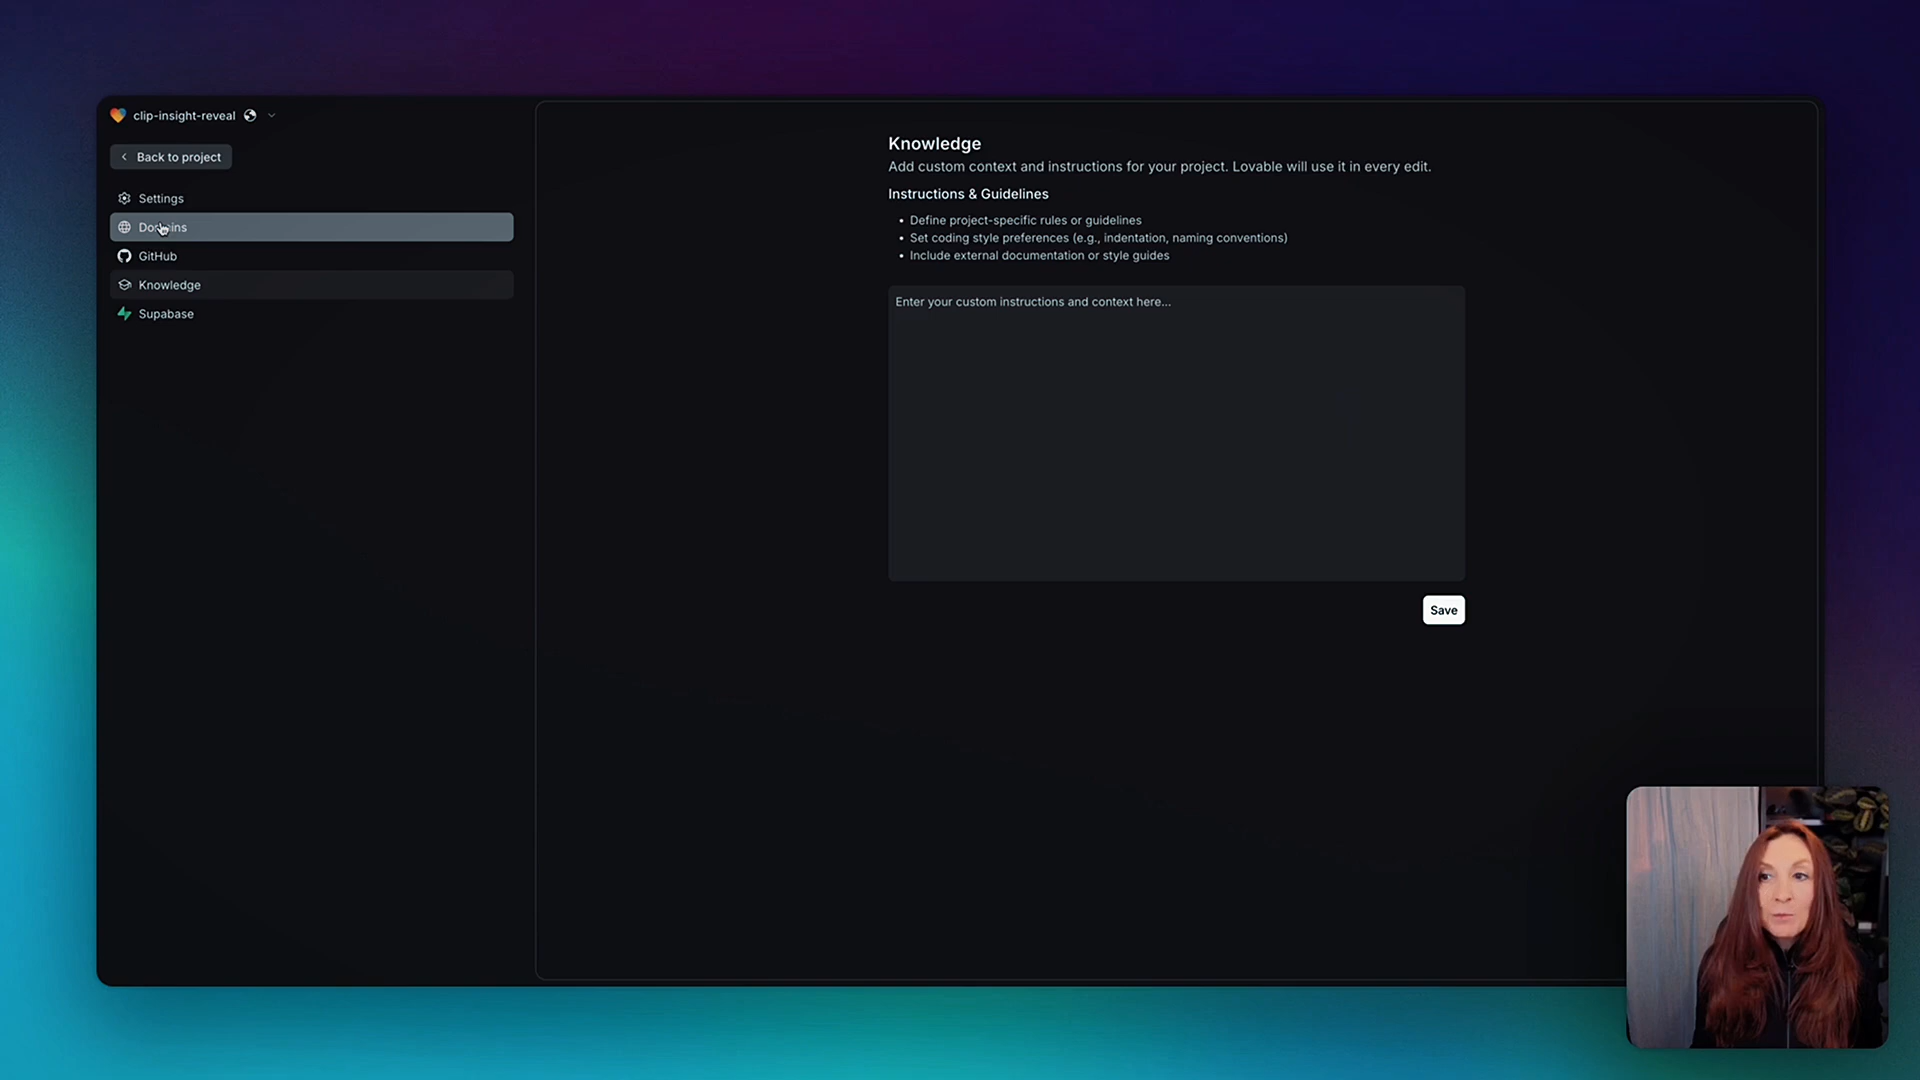 clip-insight-reveal
Back to project
Settings
Domains
GitHub
Knowledge
Supabase
Knowledge
Add custom context and instructions for your project. Lovable will use it in every edit.
Instructions & Guidelines
• Define project-specific rules or guidelines
• Set coding style preferences (e.g., indentation, naming conventions)
• Include external documentation or style guides
Enter your custom instructions and context here...
Save